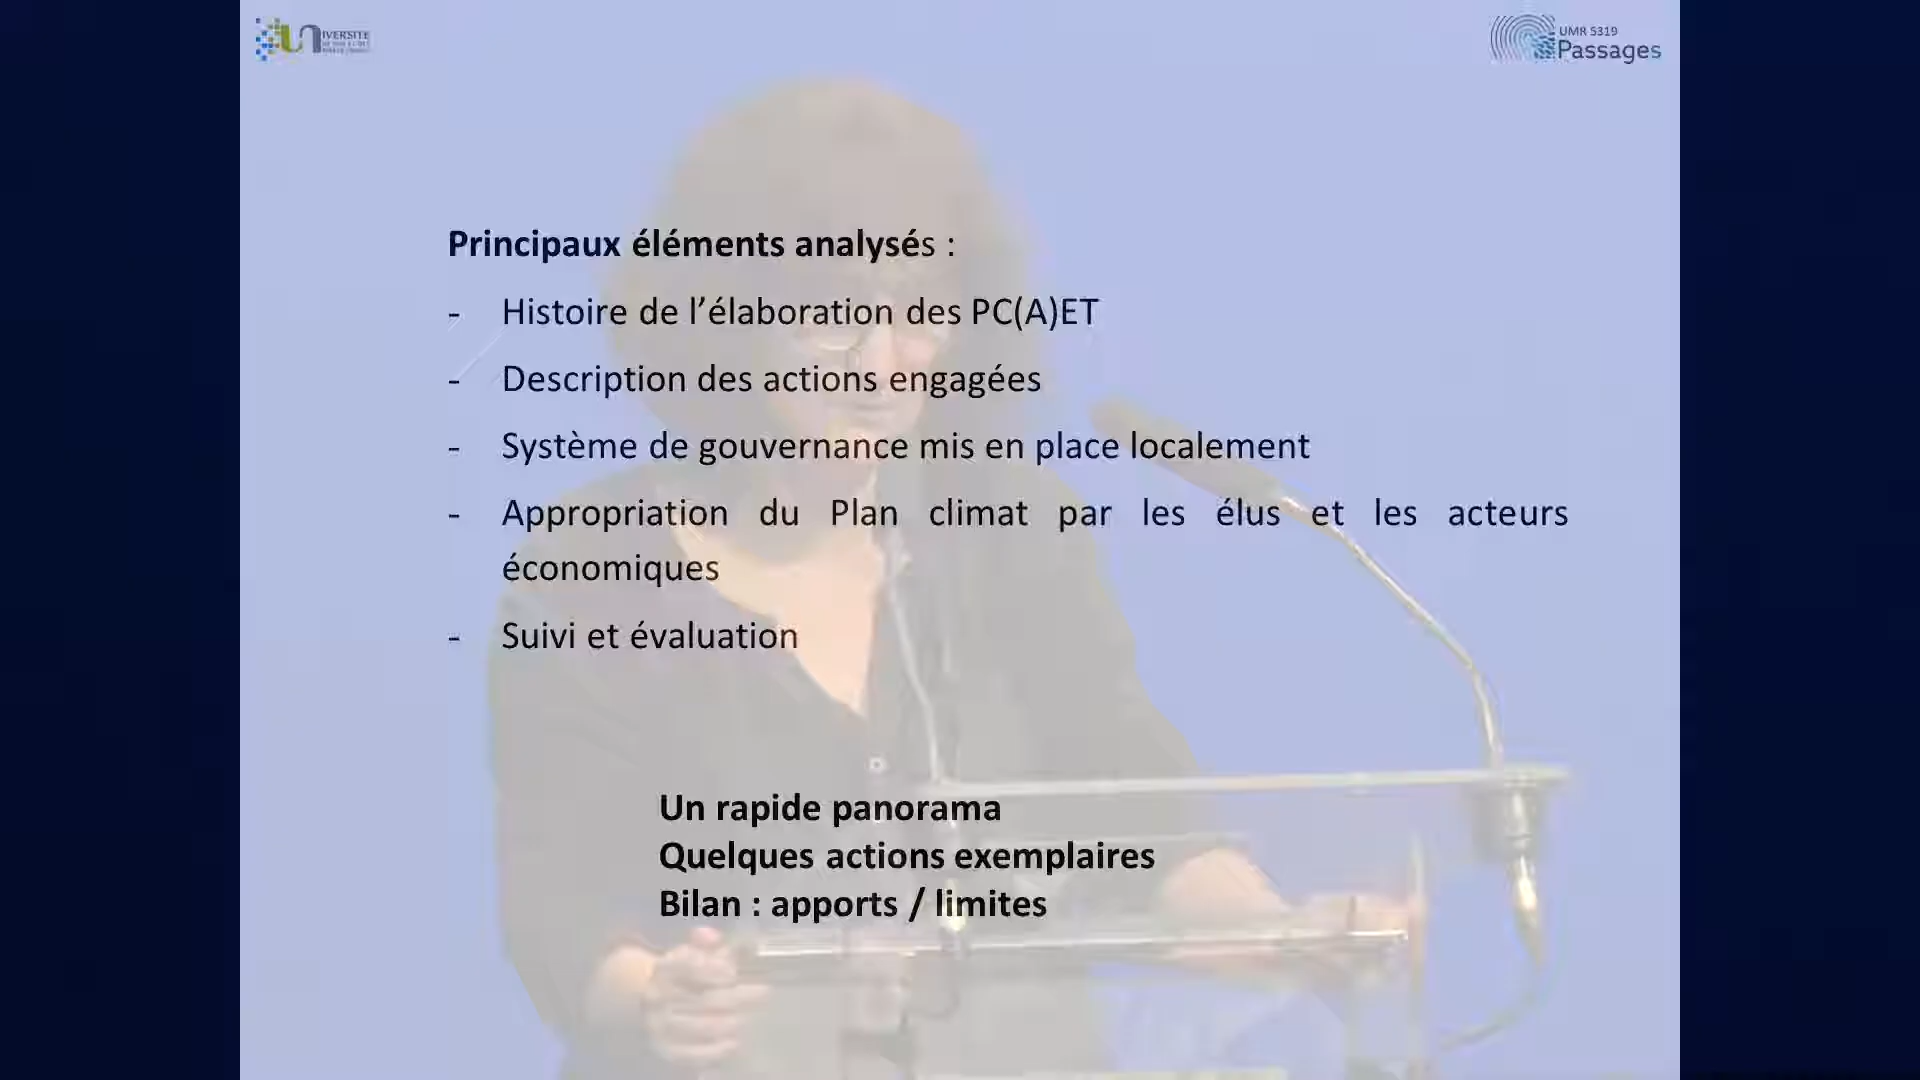 UNIVERSITE
UMR 5319
Passages
Principaux éléments analysés :
- Histoire de l’élaboration des PC(A)ET
- Description des actions engagées
- Système de gouvernance mis en place localement
- Appropriation du Plan climat par les élus et les acteurs
économiques
- Suivi et évaluation
Un rapide panorama
Quelques actions exemplaires
Bilan : apports / limites